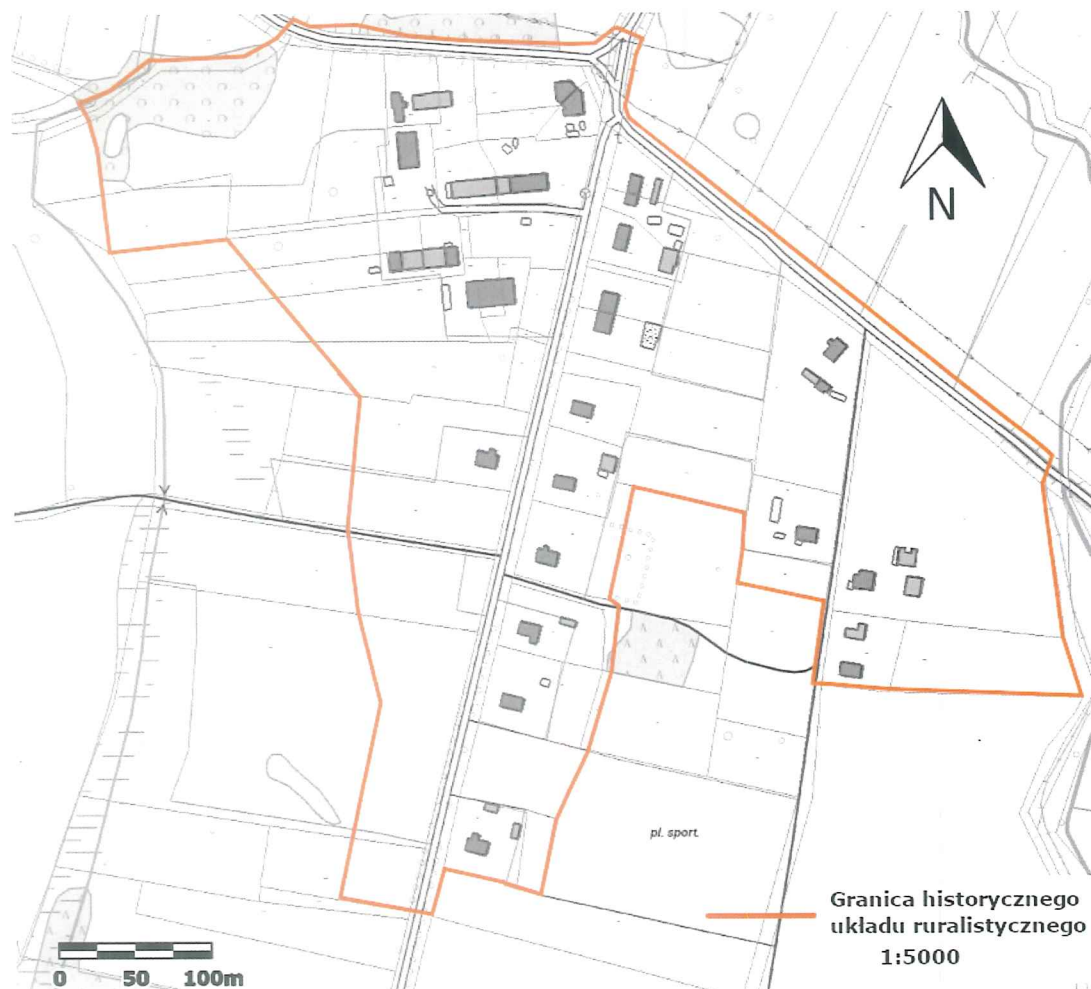 N
pl. sport.
Granica historycznego
układu ruralistycznego
1:5000
0 50 100m